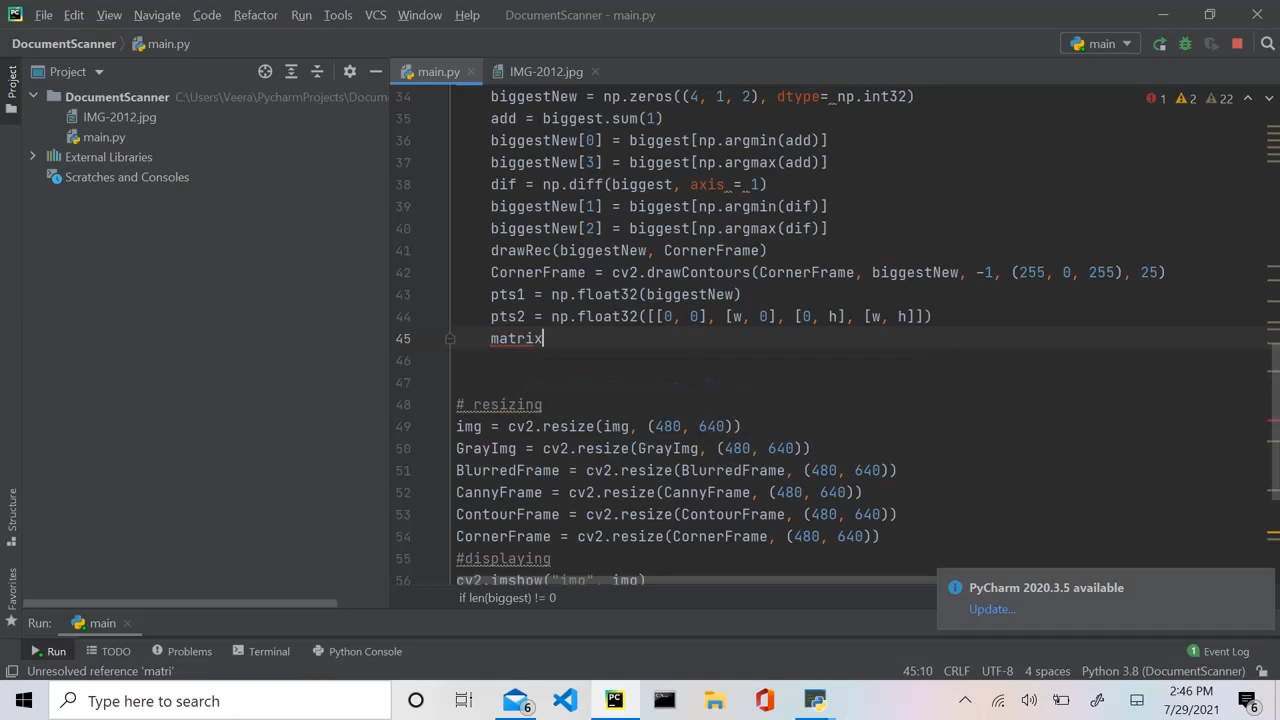 File Edit View Navigate Code Refactor Run Tools VCS Window Help DocumentScanner - main.py
DocumentScanner main.py main
Project Project main.py IMG-2012.jpg
DocumentScanner C:\Users\Veera\PycharmProjects\Docum
IMG-2012.jpg
main.py
External Libraries
Scratches and Consoles
1 2 22
34 biggestNew = np.zeros((4, 1, 2), dtype= np.int32)
35 add = biggest.sum(1)
36 biggestNew[0] = biggest[np.argmin(add)]
37 biggestNew[3] = biggest[np.argmax(add)]
38 dif = np.diff(biggest, axis = 1)
39 biggestNew[1] = biggest[np.argmin(dif)]
40 biggestNew[2] = biggest[np.argmax(dif)]
41 drawRec(biggestNew, CornerFrame)
42 CornerFrame = cv2.drawContours(CornerFrame, biggestNew, -1, (255, 0, 255), 25)
43 pts1 = np.float32(biggestNew)
44 pts2 = np.float32([[0, 0], [w, 0], [0, h], [w, h]])
45 matrix
46
47
48 # resizing
49 img = cv2.resize(img, (480, 640))
50 GrayImg = cv2.resize(GrayImg, (480, 640))
51 BlurredFrame = cv2.resize(BlurredFrame, (480, 640))
52 CannyFrame = cv2.resize(CannyFrame, (480, 640))
53 ContourFrame = cv2.resize(ContourFrame, (480, 640))
54 CornerFrame = cv2.resize(CornerFrame, (480, 640))
55 #displaying
56 cv2.imshow("img", img)
if len(biggest) != 0
Structure
Favorites
PyCharm 2020.3.5 available
Update...
Run: main
Run TODO Problems Terminal Python Console 1 Event Log
Unresolved reference 'matri' 45:10 CRLF UTF-8 4 spaces Python 3.8 (DocumentScanner)
Type here to search 6 2:46 PM
7/29/2021 6